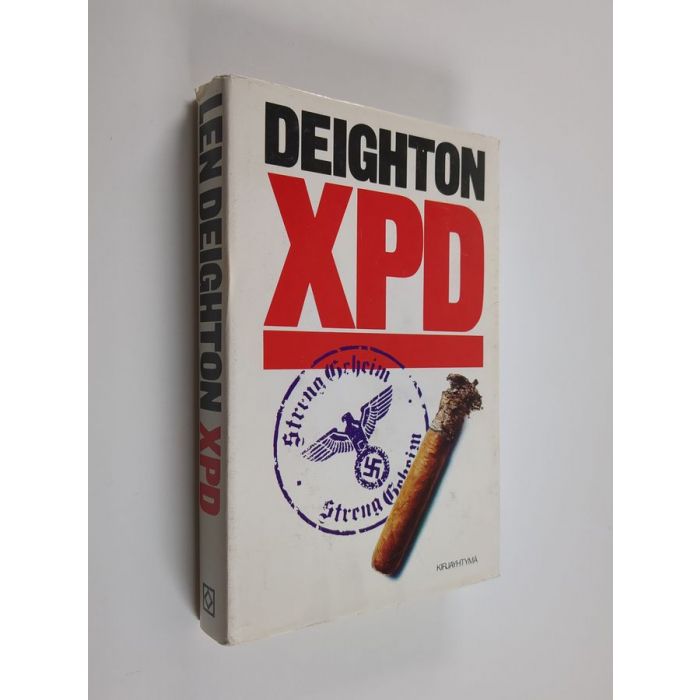 LEN DEIGHTON XPD
DEIGHTON
XPD
Streng Geheim
Streng Geheim
KIRJAYHTYMÄ